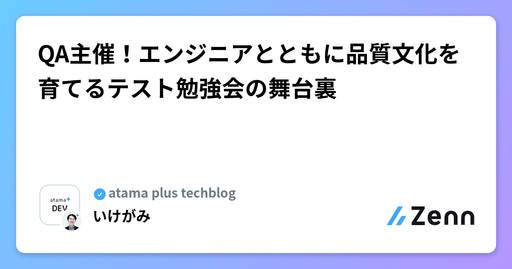 QA主催！エンジニアとともに品質文化を
育てるテスト勉強会の舞台裏
atama+
DEV
atama plus techblog
いけがみ
Zenn